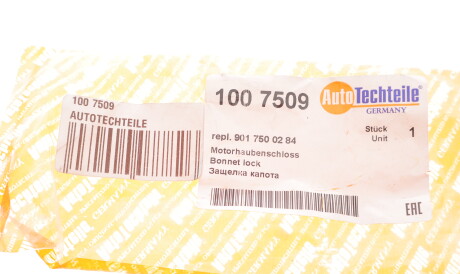 100 7509
AUTOTECHTEILE
100 7509
AutoTechteile
GERMANY
repl. 901 750 02 84
Stück 1
Unit
Motorhaubenschloss
Bonnet lock
Защелка капота
EAC